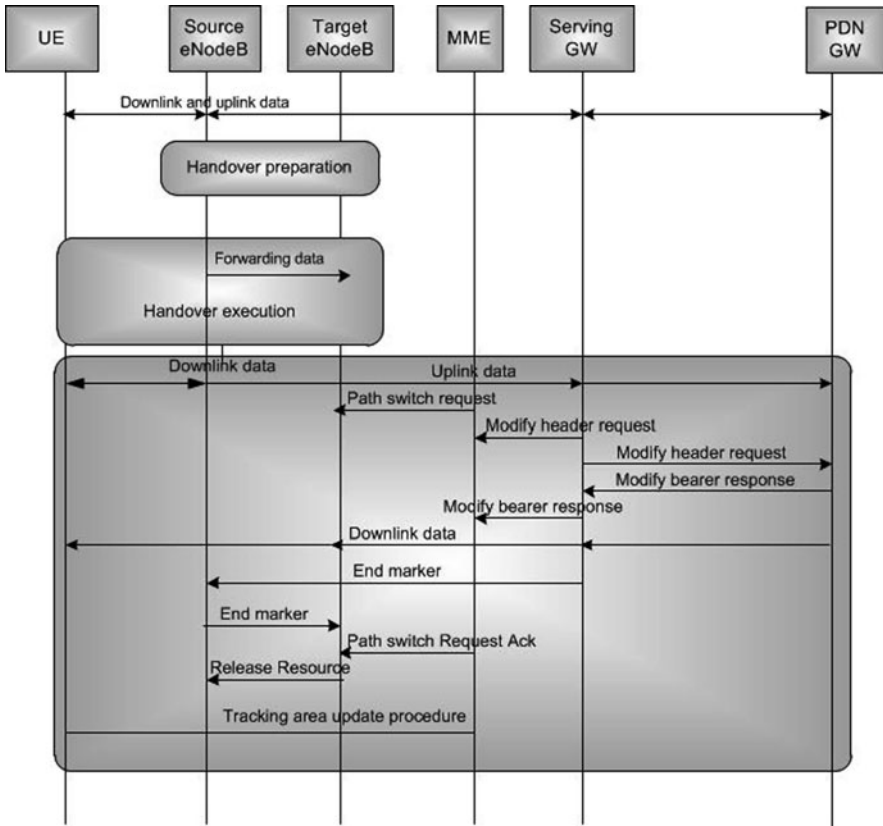 UE
Source
eNodeB
Target
eNodeB
MME
Serving
GW
PDN
GW
Downlink and uplink data
Handover preparation
Forwarding data
Handover execution
Downlink data
Uplink data
Path switch request
Modify header request
Modify header request
Modify bearer response
Modify bearer response
Downlink data
End marker
End marker
Path switch Request Ack
Release Resource
Tracking area update procedure